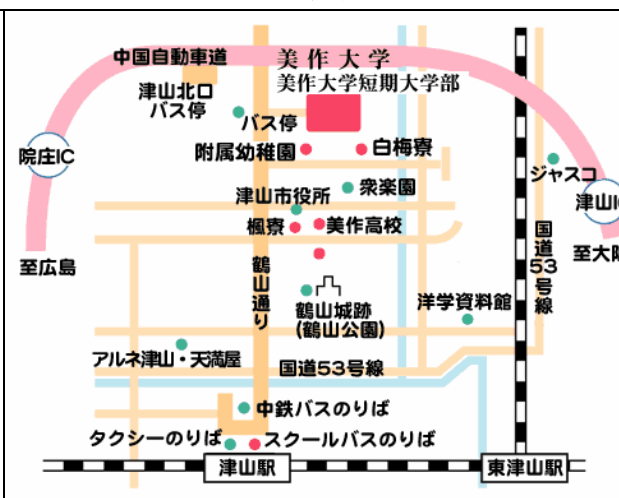 中国自動車道
美作大学
美作大学短期大学部
津山北口
バス停
バス停
院庄IC
附属幼稚園
白梅寮
ジャスコ
津山市役所
衆楽園
津山I
楓寮
美作高校
国道53号線
至広島
至大
鶴山通り
鶴山城跡
(鶴山公園)
洋学資料館
アルネ津山・天満屋
国道53号線
中鉄バスのりば
タクシーのりば
スクールバスのりば
津山駅
東津山駅